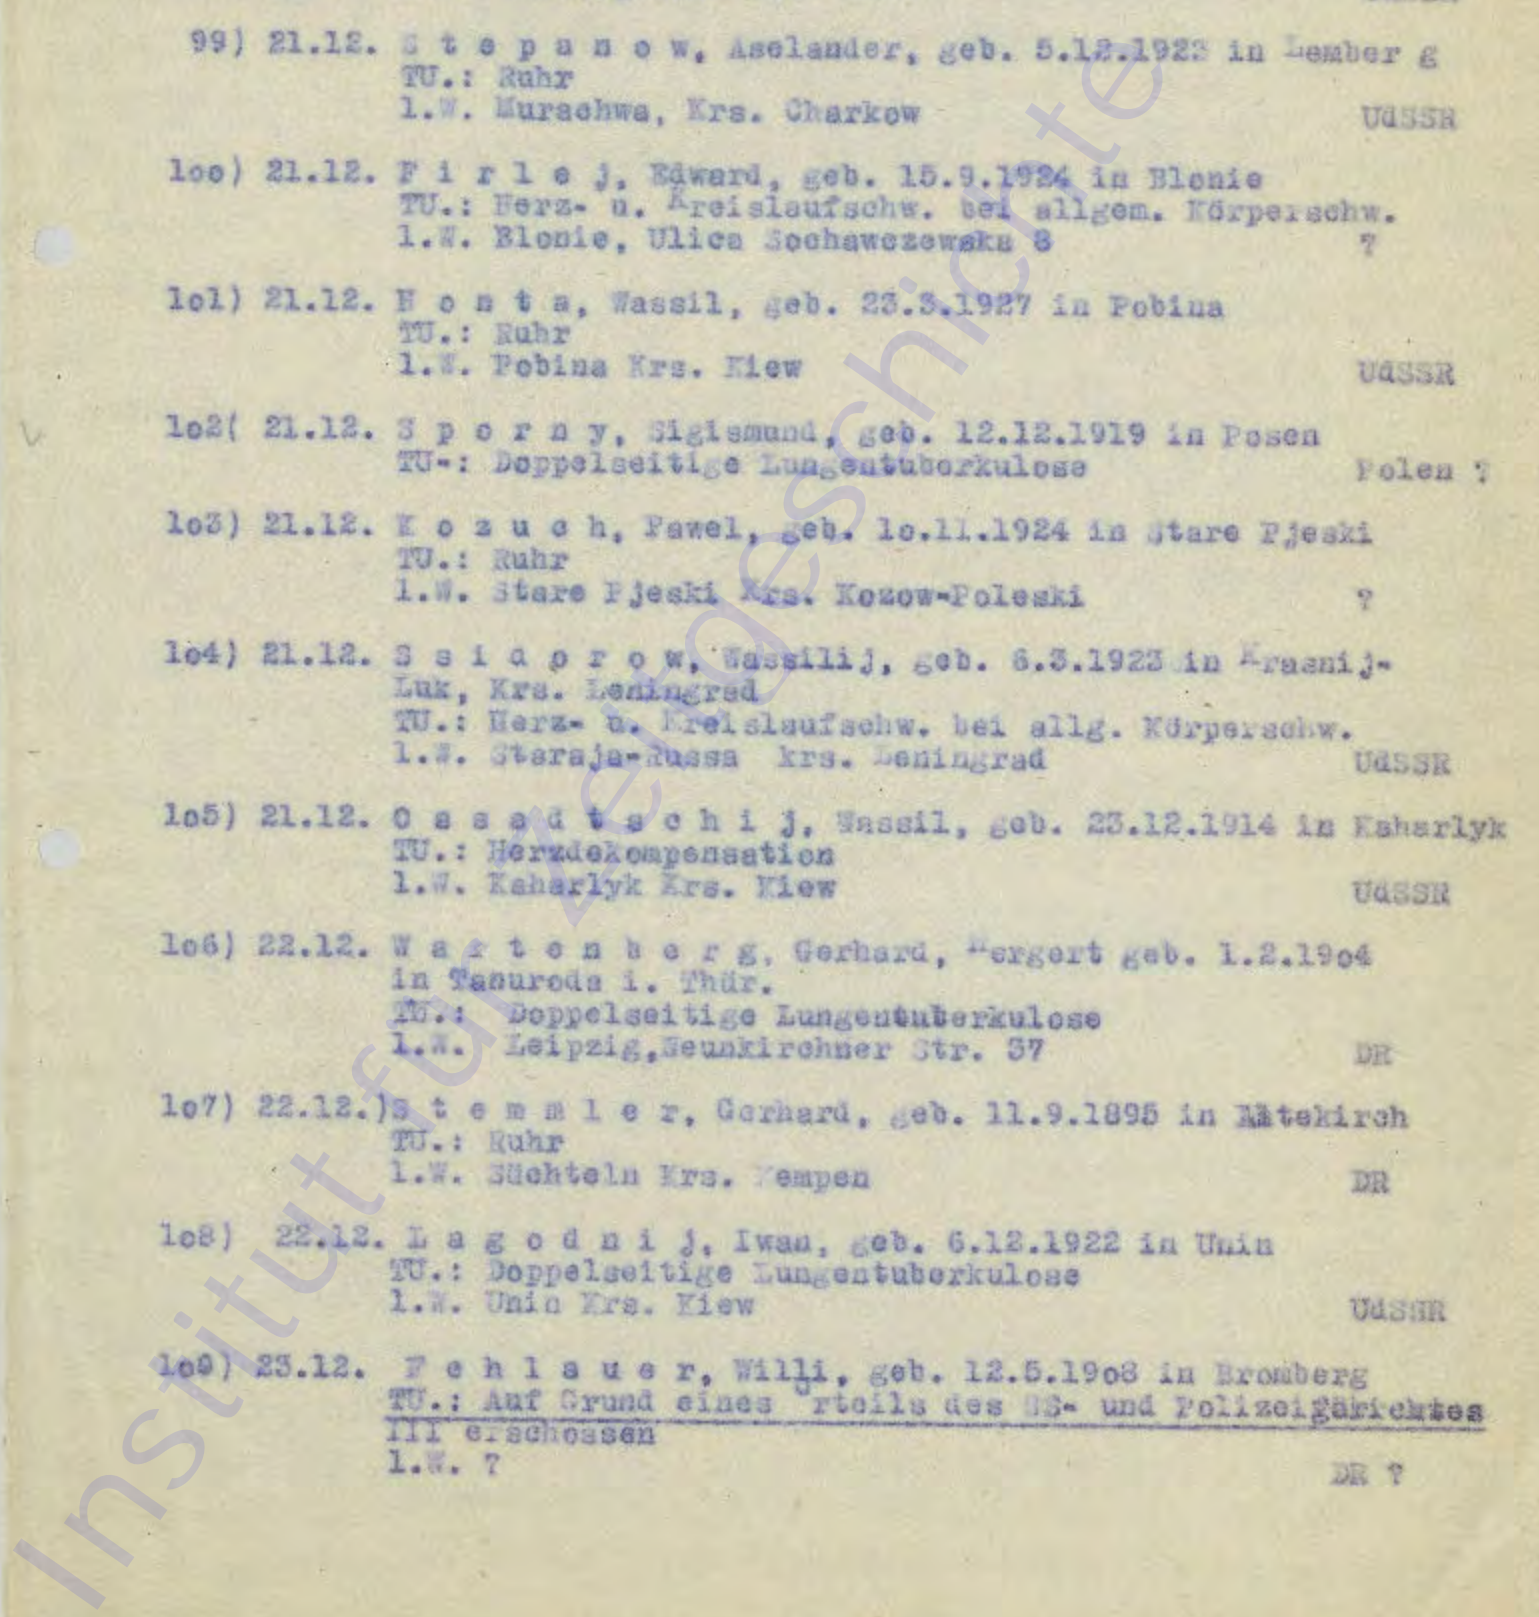 99) 21.12. S t e p a n o w, Aselander, geb. 5.12.1923 in Lember g
TU.: Ruhr
l.W. Murachwa, Krs. Charkow UdSSR
loo) 21.12. F i r l e j, Edward, geb. 15.9.1924 in Blonie
TU.: Herz- u. Kreislaufschw. bei allgem. Körperschw.
l.W. Blonie, Ulica Sochawczewska 8 ?
lol) 21.12. H o n t a, Wassil, geb. 23.3.1927 in Pobina
TU.: Ruhr
l.W. Pobina Krs. Kiew UdSSR
lo2( 21.12. S p o r n y, Sigismund, geb. 12.12.1919 in Posen
TU-: Doppelseitige Lungentuberkulose Polen ?
lo3) 21.12. K o z u c h, Pawel, geb. lo.11.1924 in Stare Pjeski
TU.: Ruhr
l.W. Stare Pjeski Krs. Kozow-Poleski ?
lo4) 21.12. S s i d o r o w, Wassilij, geb. 6.3.1923 in Krasnij-
Luk, Krs. Leningrad
TU.: Herz- u. Kreislaufschw. bei allg. Körperschw.
l.W. Staraja-Russa krs. Leningrad UdSSR
lo5) 21.12. O s s a d t s c h i j, Wassil, geb. 23.12.1914 in Kaharlyk
TU.: Herzdekompensation
l.W. Kaharlyk Krs. Kiew UdSSR
lo6) 22.12. W a r t e n b e r g, Gerhard, Hergert geb. 1.2.19o4
in Tanuroda i. Thür.
TU.: Doppelseitige Lungentuberkulose
l.W. Leipzig,Neunkirchner Str. 37 DR
lo7) 22.12.)S t e m m l e r, Gerhard, geb. 11.9.1895 in
TU.: Ruhr
l.W. Süchteln Krs. Kempen DR
lo8) 22.12. L a g o d n i j, Iwan, geb. 6.12.1922 in Unin
TU.: Doppelseitige Lungentuberkulose
l.W. Unin Krs. Kiew UdSSR
lo9) 23.12. F e h l a u e r, Willi, geb. 12.5.19o8 in Bromberg
TU.: Auf Grund eines Urteils des SS- und Polizeigerichtes
III erschossen
l.W. ? DR ?
Institut für Zeitgeschichte